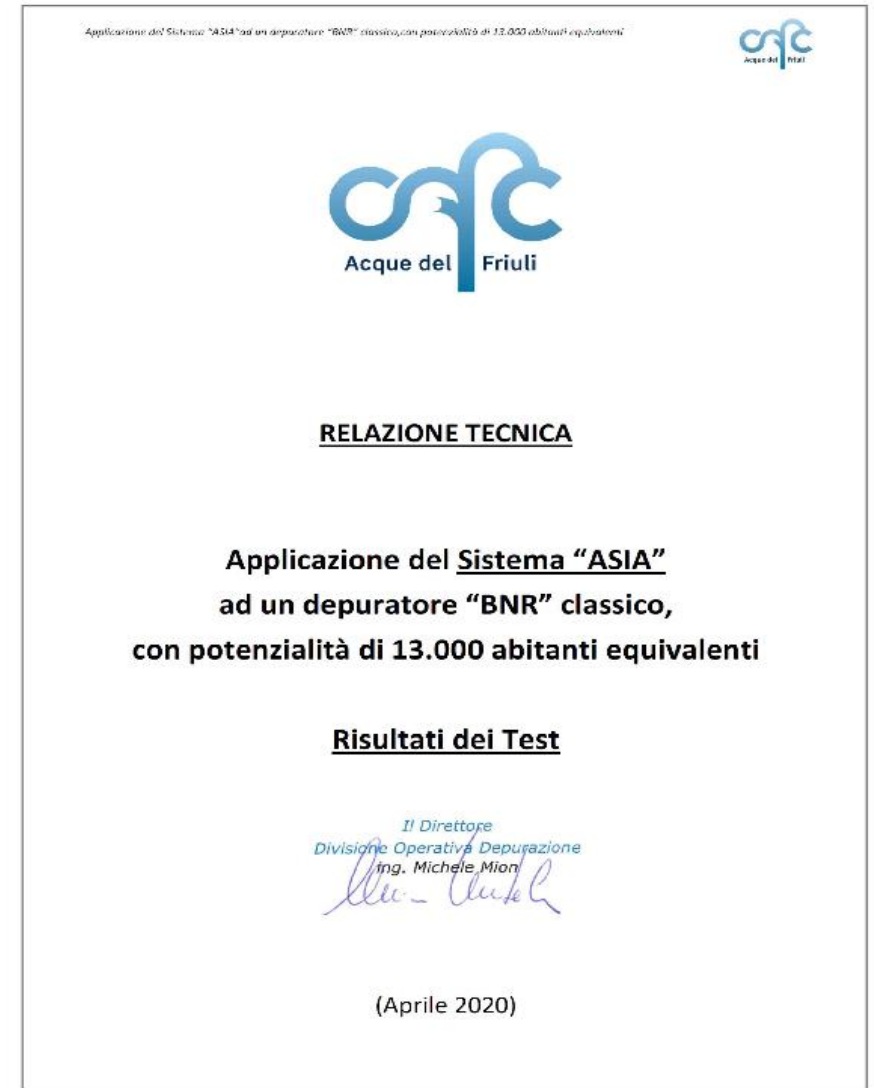 Applicazione del Sistema "ASIA"ad un depuratore "BNR" classico,con potenzialità di 13.000 abitanti equivalenti
cafc
Acque del Friuli
cafc
Acque del Friuli
RELAZIONE TECNICA
Applicazione del Sistema “ASIA”
ad un depuratore “BNR” classico,
con potenzialità di 13.000 abitanti equivalenti
Risultati dei Test
Il Direttore
Divisione Operativa Depurazione
ing. Michele Mion
(Aprile 2020)